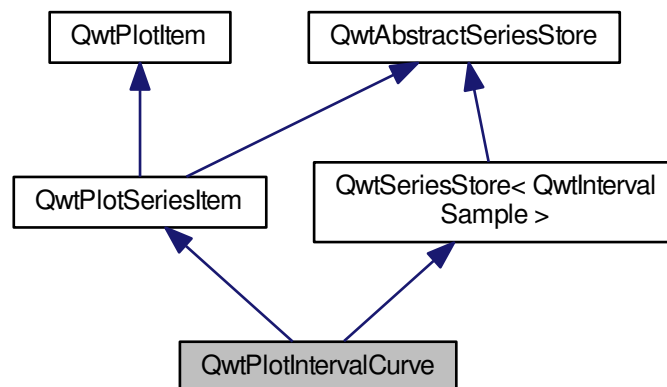 QwtPlotItem
QwtAbstractSeriesStore
QwtPlotSeriesItem
QwtSeriesStore< QwtInterval
Sample >
QwtPlotIntervalCurve